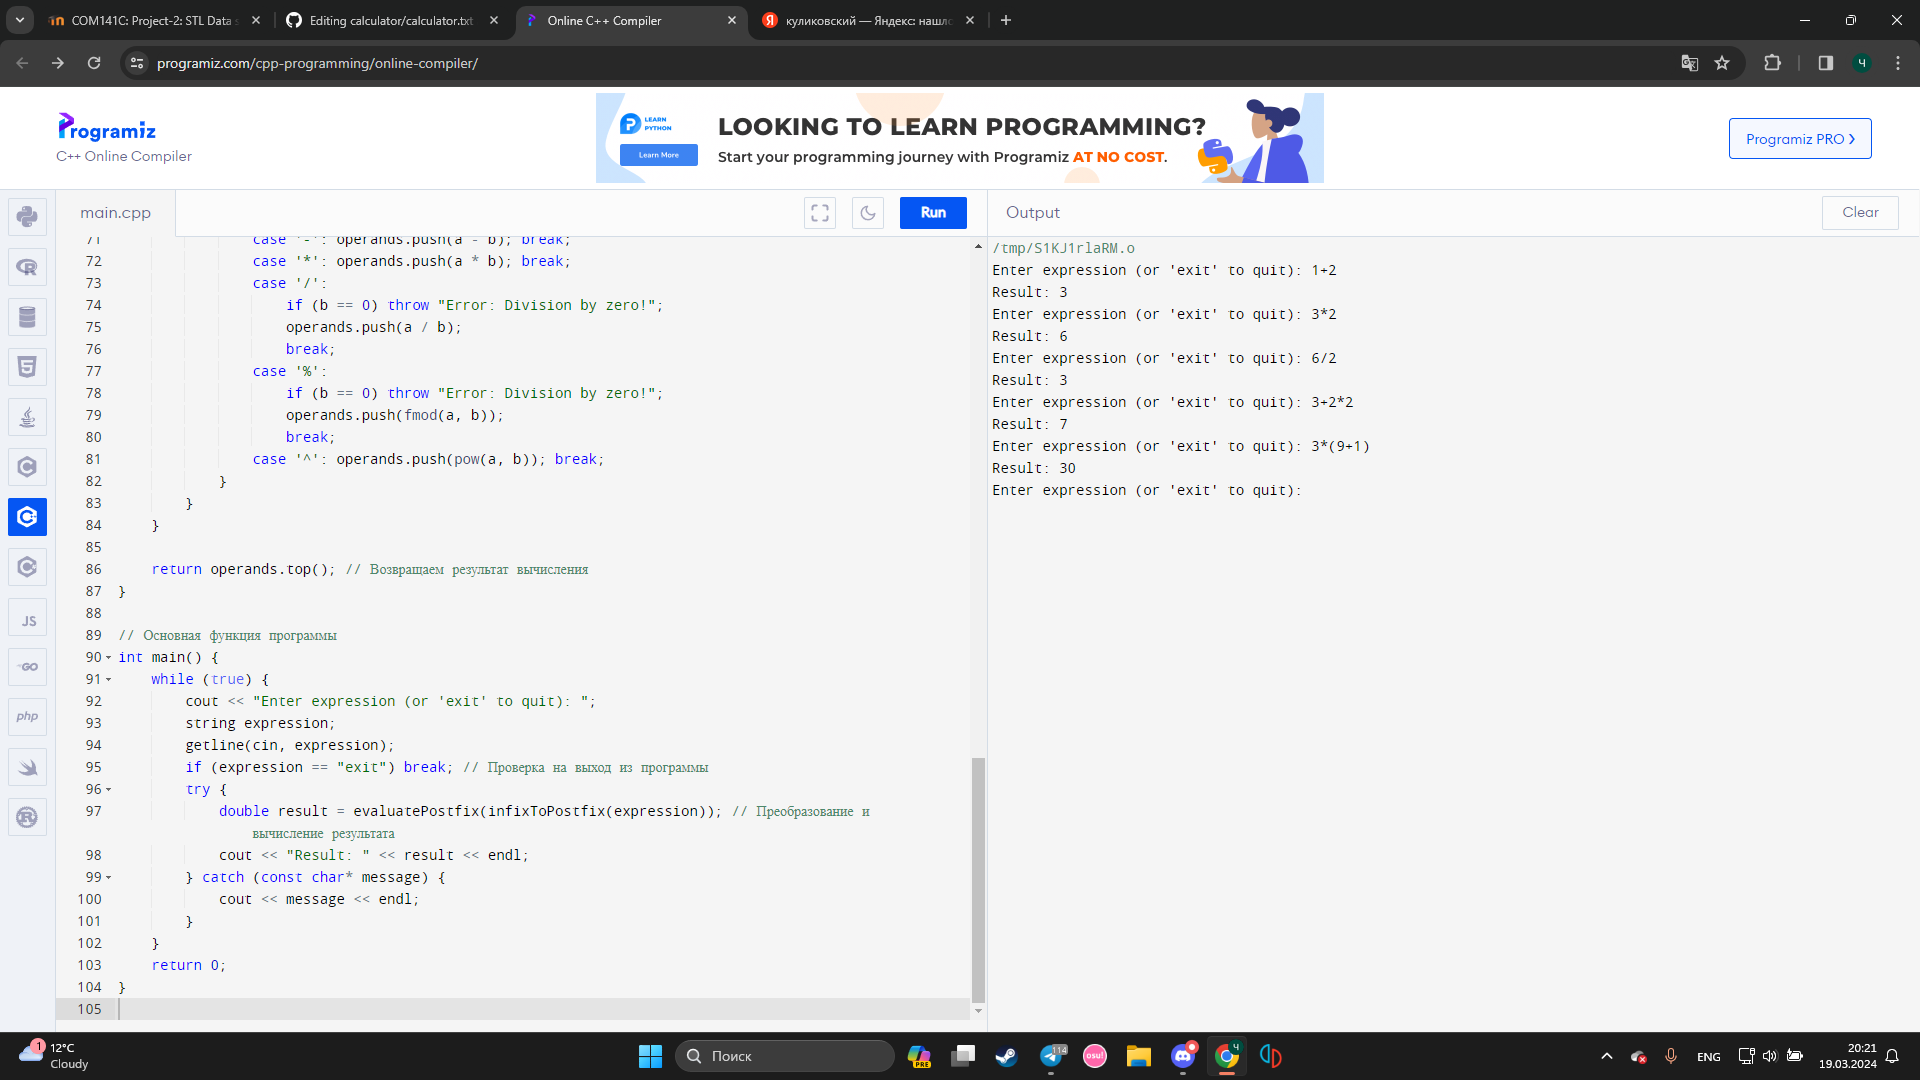 COM141C: Project-2: STL Data s
Editing calculator/calculator.txt
Online C++ Compiler
куликовский — Яндекс: нашло
programiz.com/cpp-programming/online-compiler/
ч
Programiz
C++ Online Compiler
LEARN
PYTHON
Learn More
LOOKING TO LEARN PROGRAMMING?
Start your programming journey with Programiz AT NO COST.
Programiz PRO
main.cpp
Run
Output
Clear
71 case '-': operands.push(a - b); break;
72 case '*': operands.push(a * b); break;
73 case '/':
74 if (b == 0) throw "Error: Division by zero!";
75 operands.push(a / b);
76 break;
77 case '%':
78 if (b == 0) throw "Error: Division by zero!";
79 operands.push(fmod(a, b));
80 break;
81 case '^': operands.push(pow(a, b)); break;
82 }
83 }
84 }
85
86 return operands.top(); // Возвращаем результат вычисления
87 }
88
89 // Основная функция программы
90 int main() {
91 while (true) {
92 cout << "Enter expression (or 'exit' to quit): ";
93 string expression;
94 getline(cin, expression);
95 if (expression == "exit") break; // Проверка на выход из программы
96 try {
97 double result = evaluatePostfix(infixToPostfix(expression)); // Преобразование и
вычисление результата
98 cout << "Result: " << result << endl;
99 } catch (const char* message) {
100 cout << message << endl;
101 }
102 }
103 return 0;
104 }
105
/tmp/S1KJ1rlaRM.o
Enter expression (or 'exit' to quit): 1+2
Result: 3
Enter expression (or 'exit' to quit): 3*2
Result: 6
Enter expression (or 'exit' to quit): 6/2
Result: 3
Enter expression (or 'exit' to quit): 3+2*2
Result: 7
Enter expression (or 'exit' to quit): 3*(9+1)
Result: 30
Enter expression (or 'exit' to quit):
JS
GO
php
1
12°C
Cloudy
Поиск
PRE
114
osu!
ч
ENG
20:21
19.03.2024